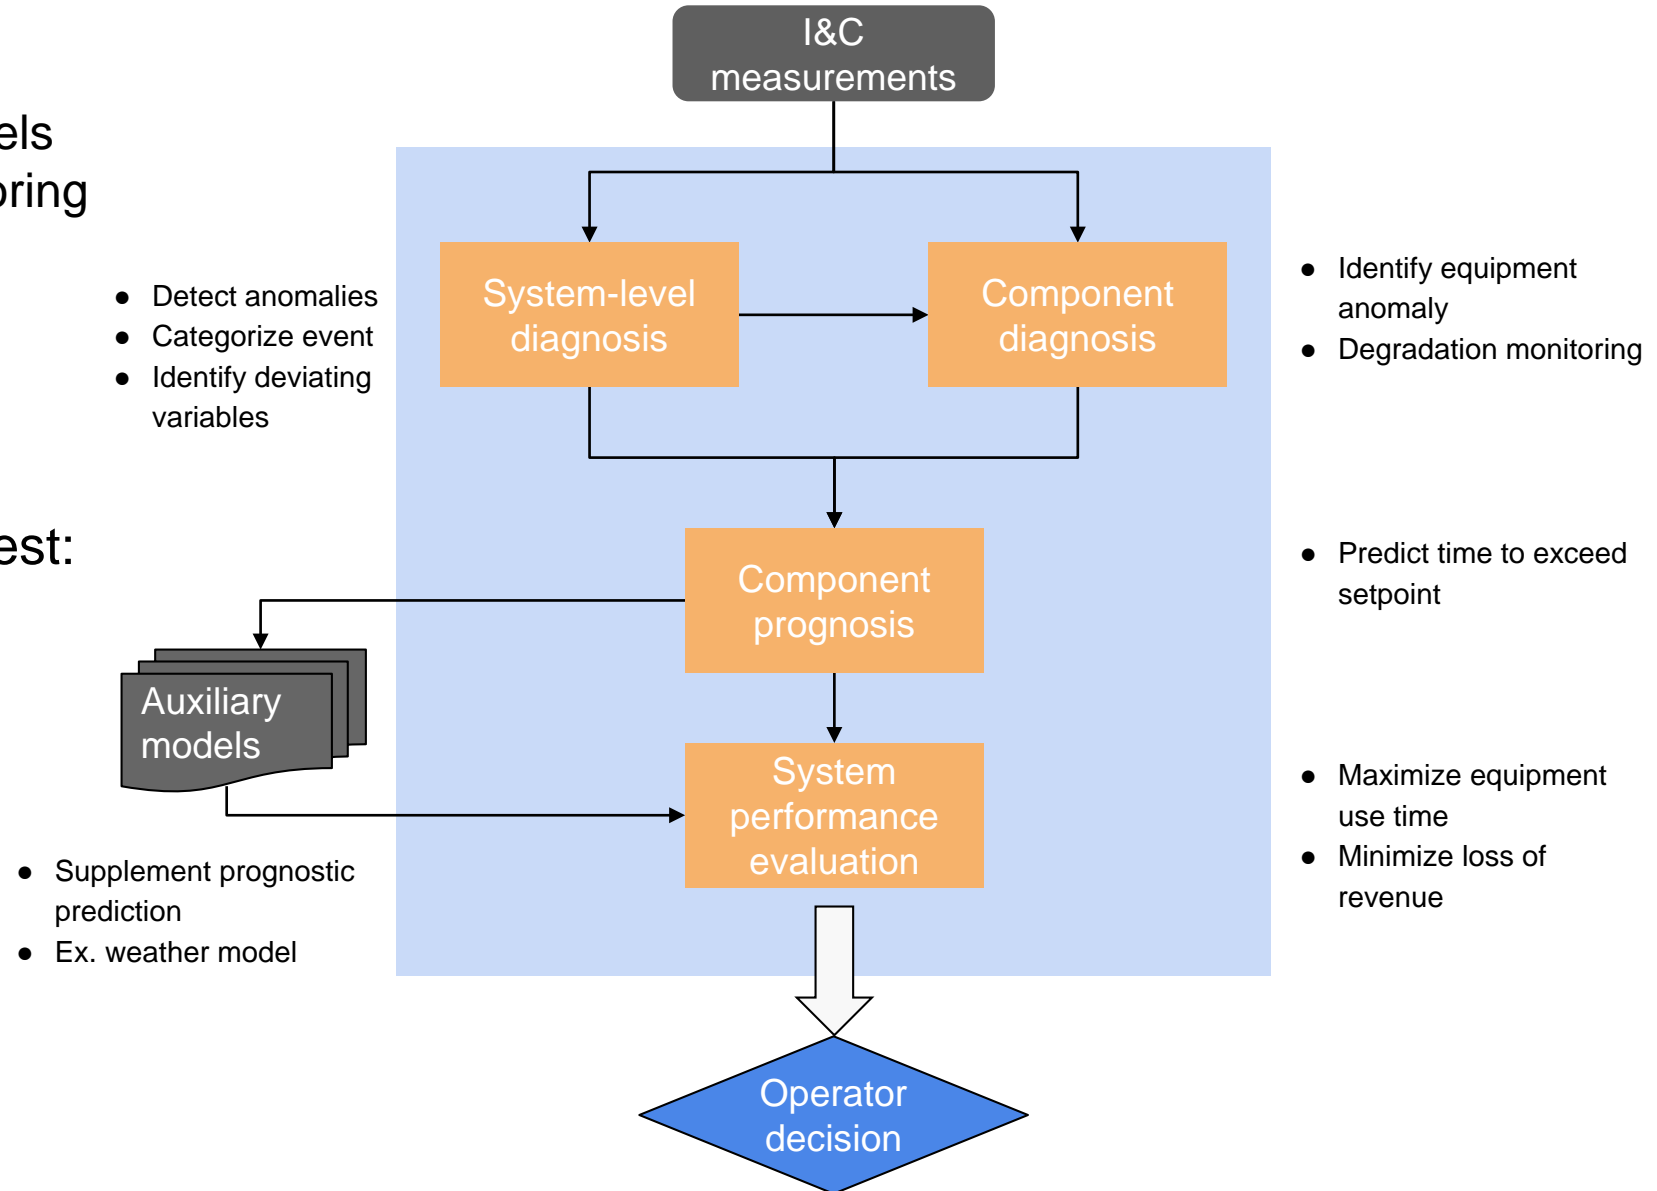 I&C
measurements
els
oring
System-level
diagnosis
Component
diagnosis
● Detect anomalies
● Categorize event
● Identify deviating
variables
● Identify equipment
anomaly
● Degradation monitoring
est:
Component
prognosis
● Predict time to exceed
setpoint
Auxiliary
models
System
performance
evaluation
● Maximize equipment
use time
● Minimize loss of
revenue
● Supplement prognostic
prediction
● Ex. weather model
Operator
decision